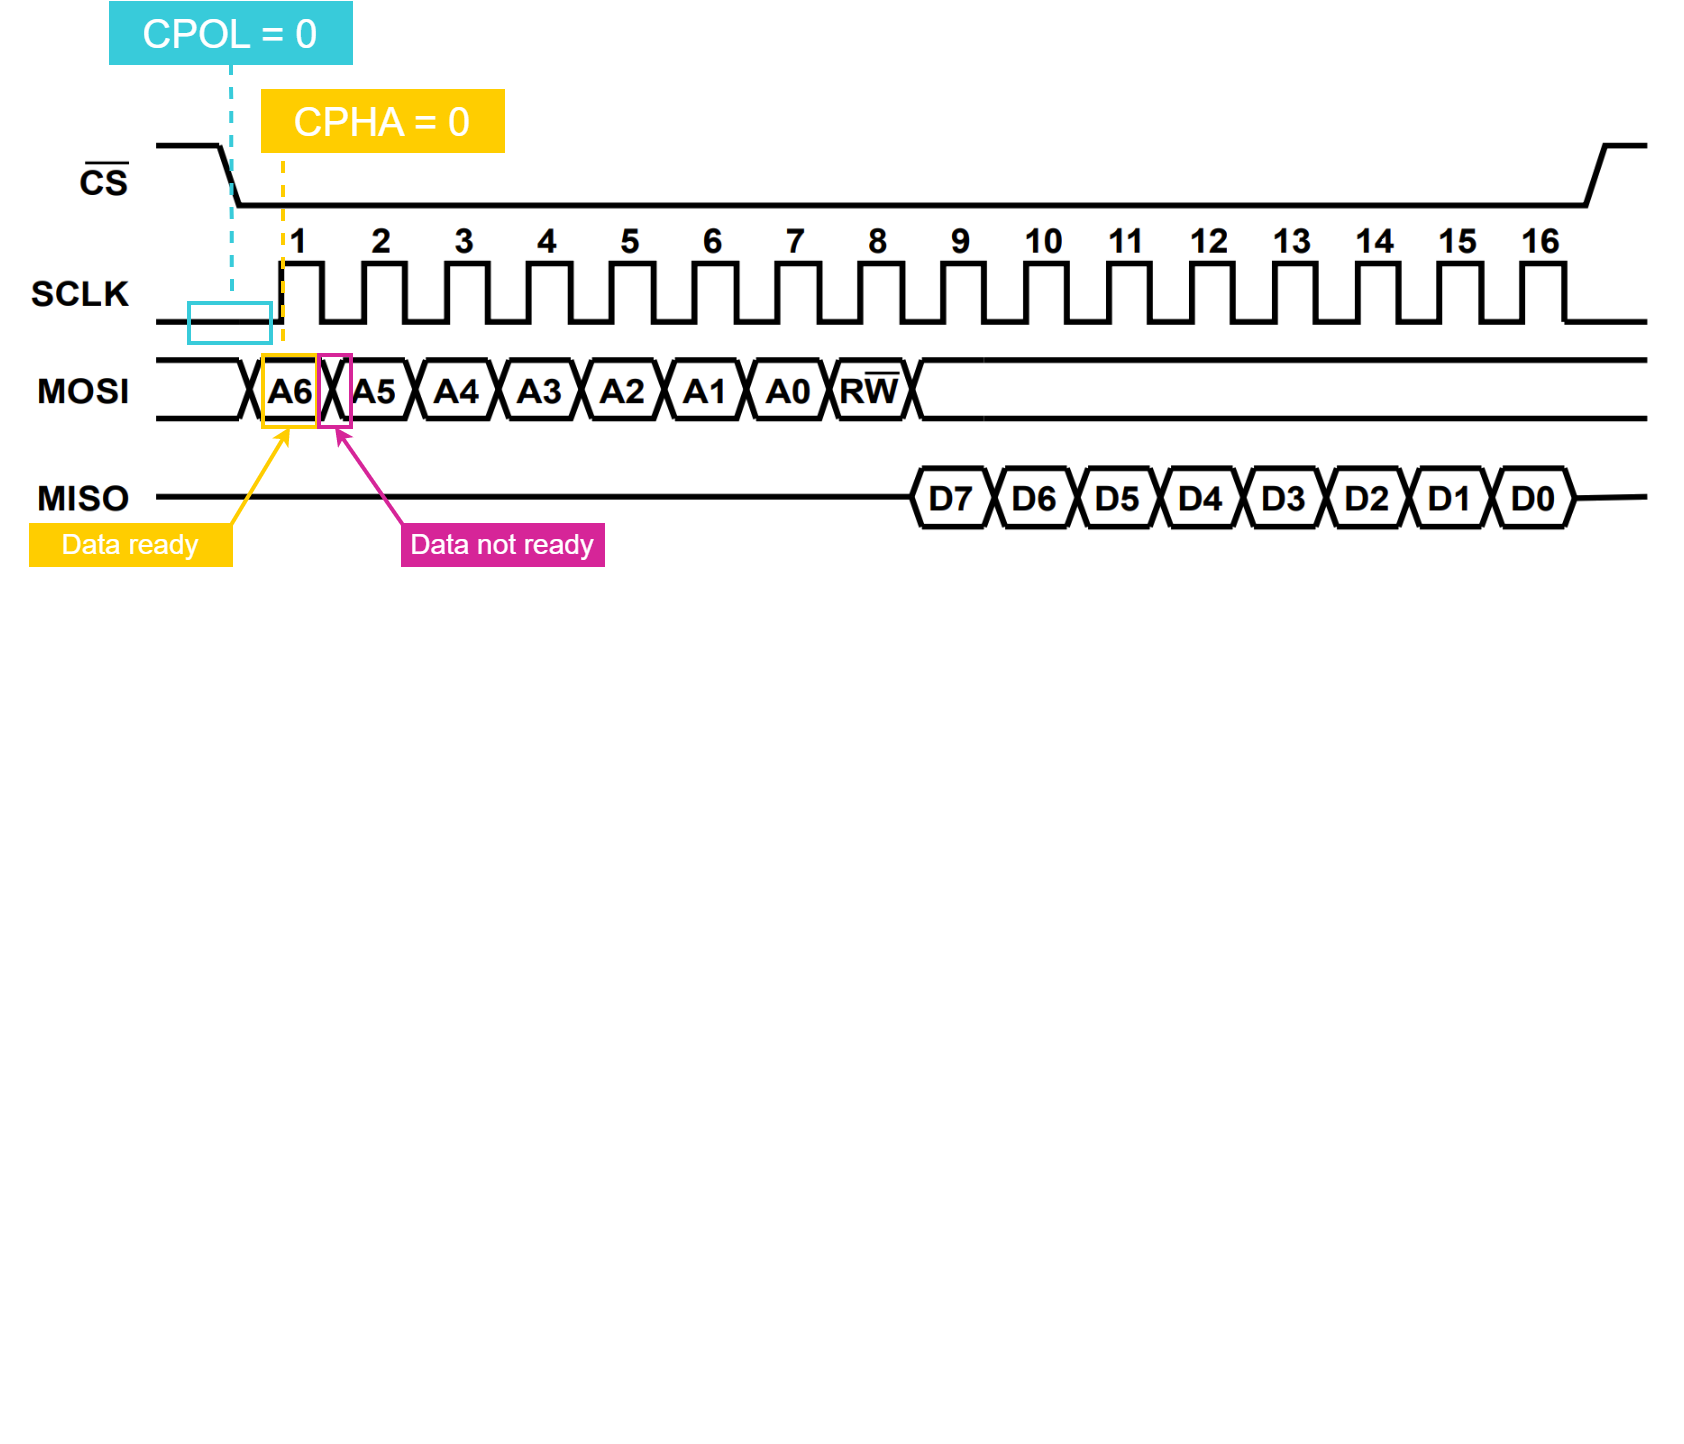 CPOL = 0
CPHA = 0
CS
1 2 3 4 5 6 7 8 9 10 11 12 13 14 15 16
SCLK
MOSI A6 A5 A4 A3 A2 A1 A0 RW
MISO D7 D6 D5 D4 D3 D2 D1 D0
Data ready Data not ready